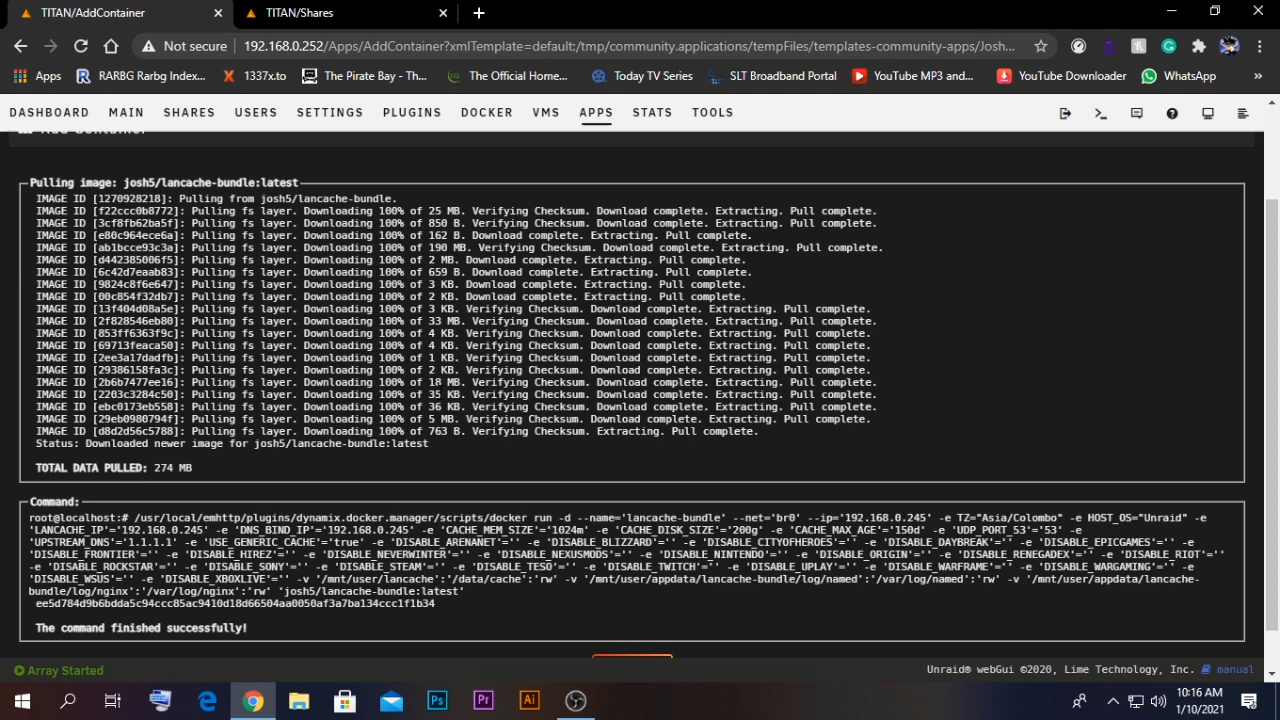 TITAN/AddContainer
TITAN/Shares
Not secure
192.168.0.252/Apps/AddContainer?xmlTemplate=default:/tmp/community.applications/tempFiles/templates-community-apps/Josh...
Apps
RARBG Rarbg Index...
1337x.to
The Pirate Bay - Th...
The Official Home...
Today TV Series
SLT Broadband Portal
YouTube MP3 and...
YouTube Downloader
WhatsApp
DASHBOARD MAIN SHARES USERS SETTINGS PLUGINS DOCKER VMS APPS STATS TOOLS
Add Container
Pulling image: josh5/lancache-bundle:latest
IMAGE ID [1270928218]: Pulling from josh5/lancache-bundle.
IMAGE ID [f22ccc0b8772]: Pulling fs layer. Downloading 100% of 25 MB. Verifying Checksum. Download complete. Extracting. Pull complete.
IMAGE ID [3cf8fb62ba5f]: Pulling fs layer. Downloading 100% of 850 B. Verifying Checksum. Download complete. Extracting. Pull complete.
IMAGE ID [e80c964ece6a]: Pulling fs layer. Downloading 100% of 162 B. Download complete. Extracting. Pull complete.
IMAGE ID [ab1bcce93c3a]: Pulling fs layer. Downloading 100% of 190 MB. Verifying Checksum. Download complete. Extracting. Pull complete.
IMAGE ID [d442385006f5]: Pulling fs layer. Downloading 100% of 2 MB. Download complete. Extracting. Pull complete.
IMAGE ID [6c42d7eaab83]: Pulling fs layer. Downloading 100% of 659 B. Download complete. Extracting. Pull complete.
IMAGE ID [9824c8f6e647]: Pulling fs layer. Downloading 100% of 3 KB. Download complete. Extracting. Pull complete.
IMAGE ID [00c854f32db7]: Pulling fs layer. Downloading 100% of 2 KB. Download complete. Extracting. Pull complete.
IMAGE ID [13f404d08a5e]: Pulling fs layer. Downloading 100% of 3 KB. Verifying Checksum. Download complete. Extracting. Pull complete.
IMAGE ID [2f828546eb80]: Pulling fs layer. Downloading 100% of 33 MB. Verifying Checksum. Download complete. Extracting. Pull complete.
IMAGE ID [853ff6363f9c]: Pulling fs layer. Downloading 100% of 4 KB. Verifying Checksum. Download complete. Extracting. Pull complete.
IMAGE ID [69713feaca50]: Pulling fs layer. Downloading 100% of 4 KB. Verifying Checksum. Download complete. Extracting. Pull complete.
IMAGE ID [2ee3a17dadfb]: Pulling fs layer. Downloading 100% of 1 KB. Verifying Checksum. Download complete. Extracting. Pull complete.
IMAGE ID [29386158fa3c]: Pulling fs layer. Downloading 100% of 2 KB. Verifying Checksum. Download complete. Extracting. Pull complete.
IMAGE ID [2b6b7477ee16]: Pulling fs layer. Downloading 100% of 18 MB. Verifying Checksum. Download complete. Extracting. Pull complete.
IMAGE ID [2203c3284c50]: Pulling fs layer. Downloading 100% of 35 KB. Verifying Checksum. Download complete. Extracting. Pull complete.
IMAGE ID [ebc0173eb558]: Pulling fs layer. Downloading 100% of 36 KB. Verifying Checksum. Download complete. Extracting. Pull complete.
IMAGE ID [29eb0980794f]: Pulling fs layer. Downloading 100% of 5 MB. Verifying Checksum. Download complete. Extracting. Pull complete.
IMAGE ID [d8d2d56c5788]: Pulling fs layer. Downloading 100% of 763 B. Verifying Checksum. Extracting. Pull complete.
Status: Downloaded newer image for josh5/lancache-bundle:latest
TOTAL DATA PULLED: 274 MB
Command:
root@localhost:# /usr/local/emhttp/plugins/dynamix.docker.manager/scripts/docker run -d --name='lancache-bundle' --net='br0' --ip='192.168.0.245' -e TZ="Asia/Colombo" -e HOST_OS="Unraid" -e
'LANCACHE_IP'='192.168.0.245' -e 'DNS_BIND_IP'='192.168.0.245' -e 'CACHE_MEM_SIZE'='1024m' -e 'CACHE_DISK_SIZE'='200g' -e 'CACHE_MAX_AGE'='150d' -e 'UDP_PORT_53'='53' -e
'UPSTREAM_DNS'='1.1.1.1' -e 'USE_GENERIC_CACHE'='true' -e 'DISABLE_ARENANET'='' -e 'DISABLE_BLIZZARD'='' -e 'DISABLE_CITYOFHEROES'='' -e 'DISABLE_DAYBREAK'='' -e 'DISABLE_EPICGAMES'='' -e
'DISABLE_FRONTIER'='' -e 'DISABLE_HIREZ'='' -e 'DISABLE_NEVERWINTER'='' -e 'DISABLE_NEXUSMODS'='' -e 'DISABLE_NINTENDO'='' -e 'DISABLE_ORIGIN'='' -e 'DISABLE_RENEGADEX'='' -e 'DISABLE_RIOT'=''
-e 'DISABLE_ROCKSTAR'='' -e 'DISABLE_SONY'='' -e 'DISABLE_STEAM'='' -e 'DISABLE_TESO'='' -e 'DISABLE_TWITCH'='' -e 'DISABLE_UPLAY'='' -e 'DISABLE_WARFRAME'='' -e 'DISABLE_WARGAMING'='' -e
'DISABLE_WSUS'='' -e 'DISABLE_XBOXLIVE'='' -v '/mnt/user/lancache':'/data/cache':'rw' -v '/mnt/user/appdata/lancache-bundle/log/named':'/var/log/named':'rw' -v '/mnt/user/appdata/lancache-
bundle/log/nginx':'/var/log/nginx':'rw' 'josh5/lancache-bundle:latest'
ee5d784d9b6bdda5c94ccc85ac9410d18d66504aa0050af3a7ba134ccc1f1b34
The command finished successfully!
Array Started
Unraid® webGui ©2020, Lime Technology, Inc. manual
10:16 AM
1/10/2021